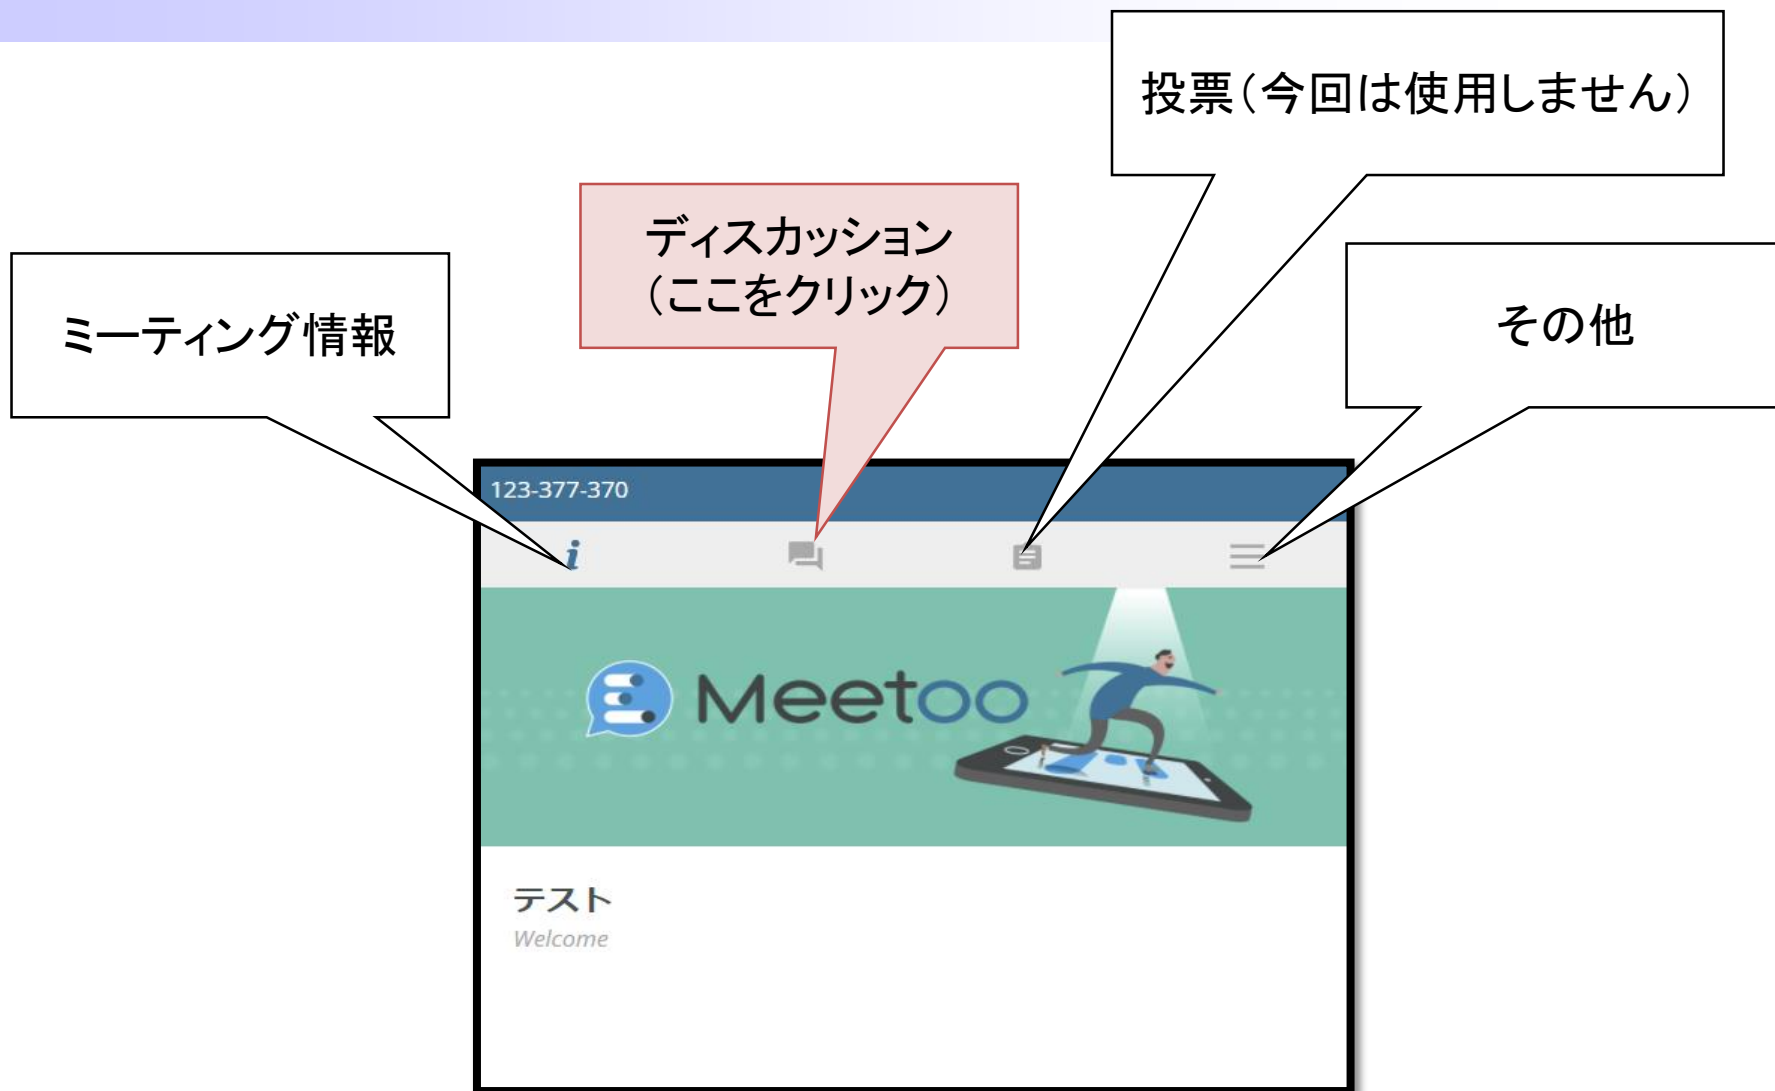 投票(今回は使用しません)
ディスカッション
(ここをクリック)
ミーティング情報
その他
123-377-370
i
Meetoo
テスト
Welcome